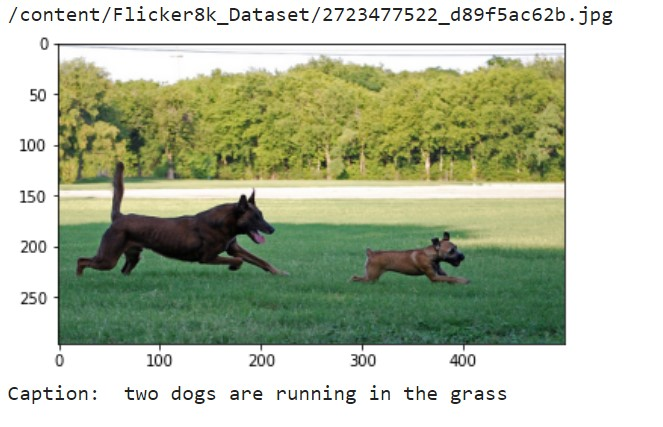 /content/Flicker8k_Dataset/2723477522_d89f5ac62b.jpg
0
50
100
150
200
250
0 100 200 300 400
Caption: two dogs are running in the grass